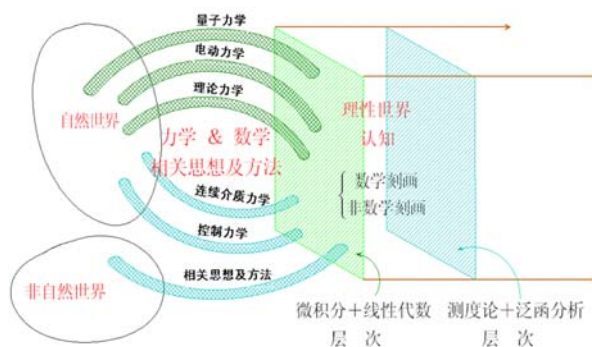 量子力学
电动力学
理论力学
自然世界
力学 & 数学
相关思想及方法
理性世界
认知
数学刻画
非数学刻画
连续介质力学
控制力学
相关思想及方法
非自然世界
微积分+线性代数
层 次
测度论+泛函分析
层 次